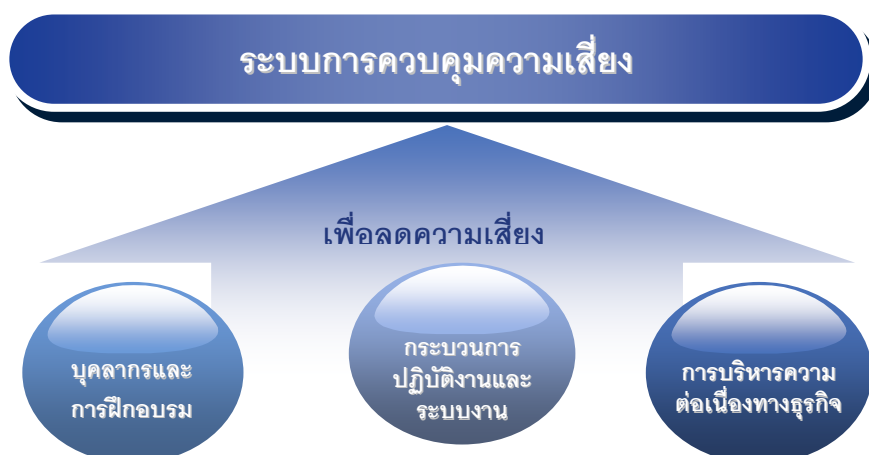 ระบบการควบคุมความเสี่ยง
เพื่อลดความเสี่ยง
บุคลากรและ
การฝึกอบรม
กระบวนการ
ปฏิบัติงานและ
ระบบงาน
การบริหารความ
ต่อเนื่องทางธุรกิจ